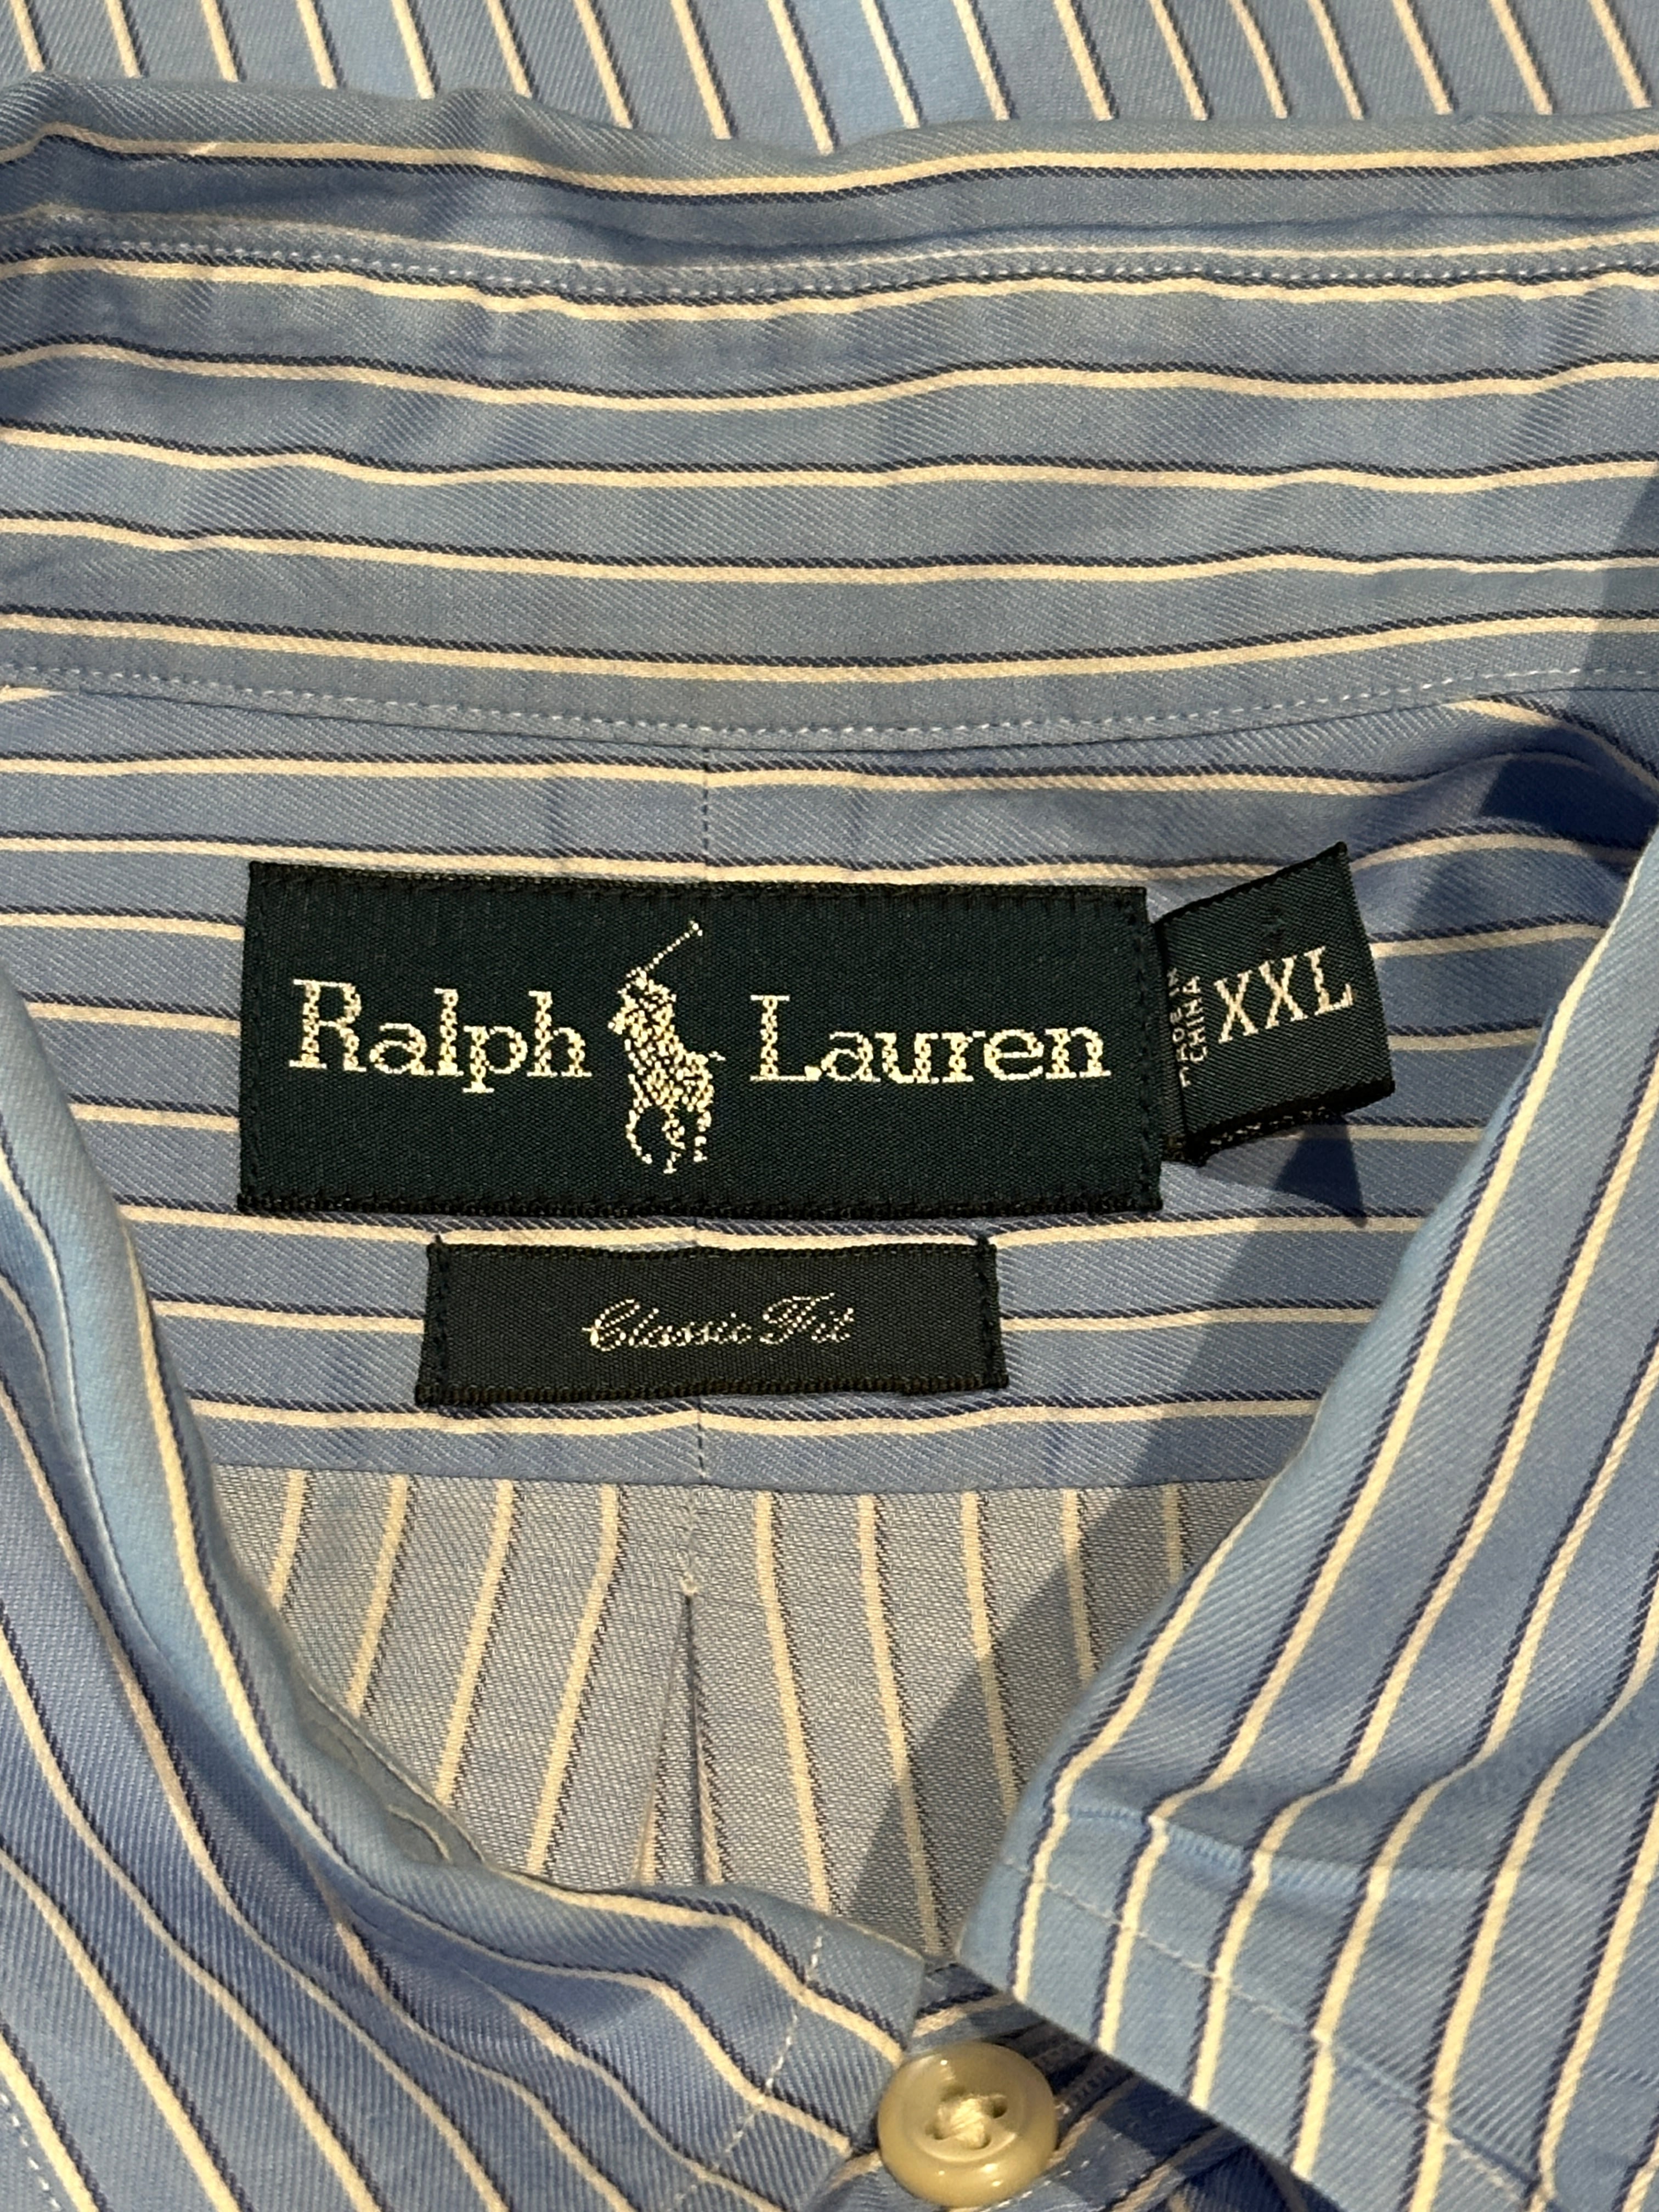 Ralph Lauren
MADE IN
CHINA
XXL
Classic Fit